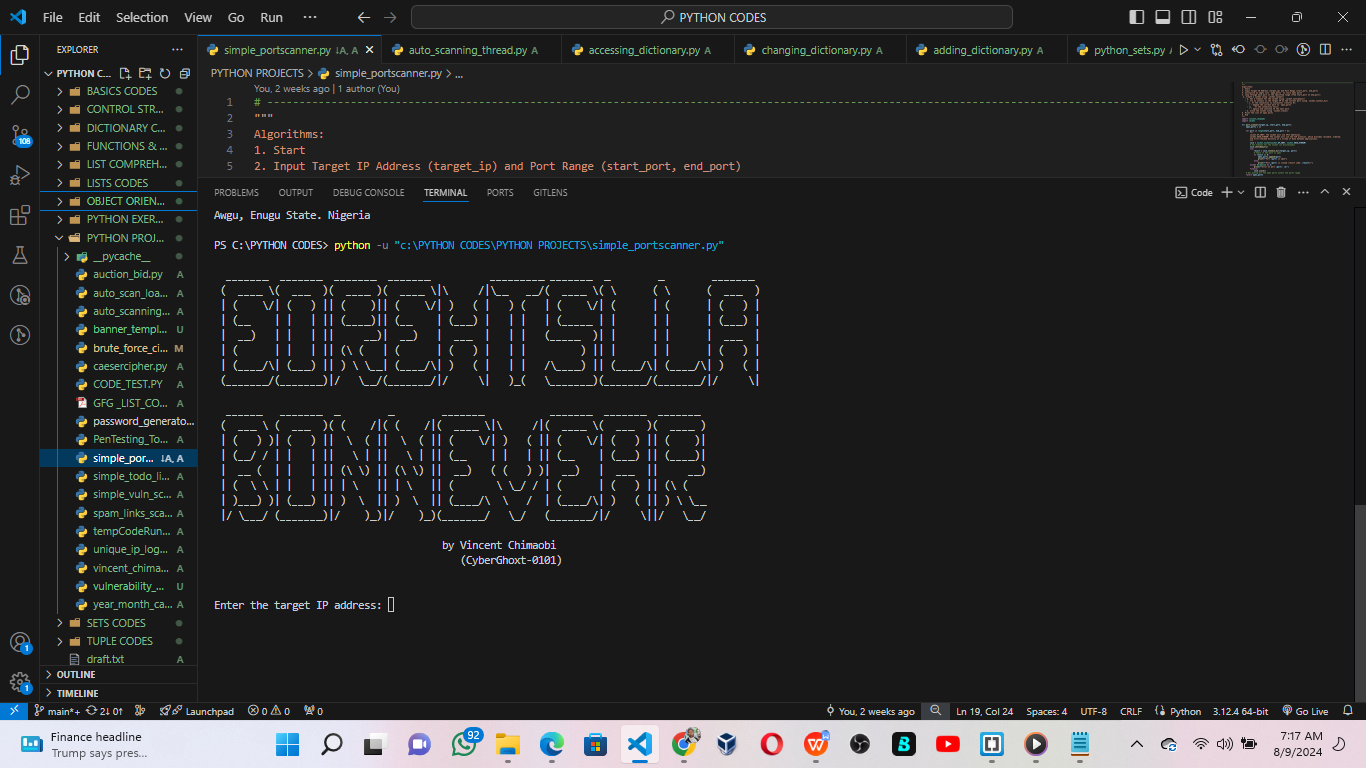 File Edit Selection View Go Run ··· PYTHON CODES
EXPLORER ···
PYTHON C...
BASICS CODES
CONTROL STR...
DICTIONARY C...
FUNCTIONS & ...
LIST COMPREH...
LISTS CODES
OBJECT ORIEN...
PYTHON EXER...
PYTHON PROJ...
__pycache__
auction_bid.py A
auto_scan_loa... A
auto_scanning... A
banner_templ... U
brute_force_ci... M
caesercipher.py A
CODE_TEST.PY A
GFG _LIST_CO... A
password_generato...
PenTesting_To... A
simple_por... ↓A, A
simple_todo_li... A
simple_vuln_sc... A
spam_links_sca... A
tempCodeRun... A
unique_ip_log... A
vincent_chima... A
vulnerability_... U
year_month_ca... A
SETS CODES
TUPLE CODES
draft.txt A
OUTLINE
TIMELINE
108
1
1
simple_portscanner.py ↓A, A auto_scanning_thread.py A accessing_dictionary.py A changing_dictionary.py A adding_dictionary.py A python_sets.py A
PYTHON PROJECTS > simple_portscanner.py > ...
You, 2 weeks ago | 1 author (You)
1 #
2 """
3 Algorithms:
4 1. Start
5 2. Input Target IP Address (target_ip) and Port Range (start_port, end_port)
PROBLEMS OUTPUT DEBUG CONSOLE TERMINAL PORTS GITLENS Code
Awgu, Enugu State. Nigeria
PS C:\PYTHON CODES> python -u "c:\PYTHON CODES\PYTHON PROJECTS\simple_portscanner.py"
by Vincent Chimaobi
(CyberGhoxt-0101)
Enter the target IP address:
main*+ 2↓ 0↑ Launchpad 0 0 0 You, 2 weeks ago Ln 19, Col 24 Spaces: 4 UTF-8 CRLF Python 3.12.4 64-bit Go Live
Finance headline
Trump says pres...
92
7:17 AM
8/9/2024